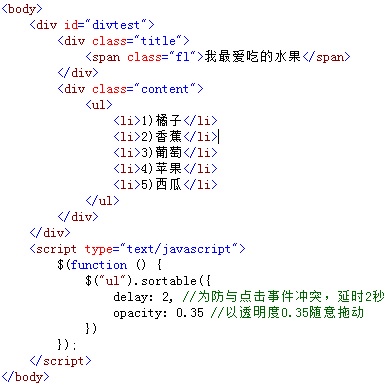 <body>
<div id="divtest">
<div class="title">
<span class="fl">我最爱吃的水果</span>
</div>
<div class="content">
<ul>
<li>1)橘子</li>
<li>2)香蕉</li>
<li>3)葡萄</li>
<li>4)苹果</li>
<li>5)西瓜</li>
</ul>
</div>
</div>
<script type="text/javascript">
$(function () {
$("ul").sortable({
delay: 2, //为防与点击事件冲突，延时2秒
opacity: 0.35 //以透明度0.35随意拖动
})
});
</script>
</body>